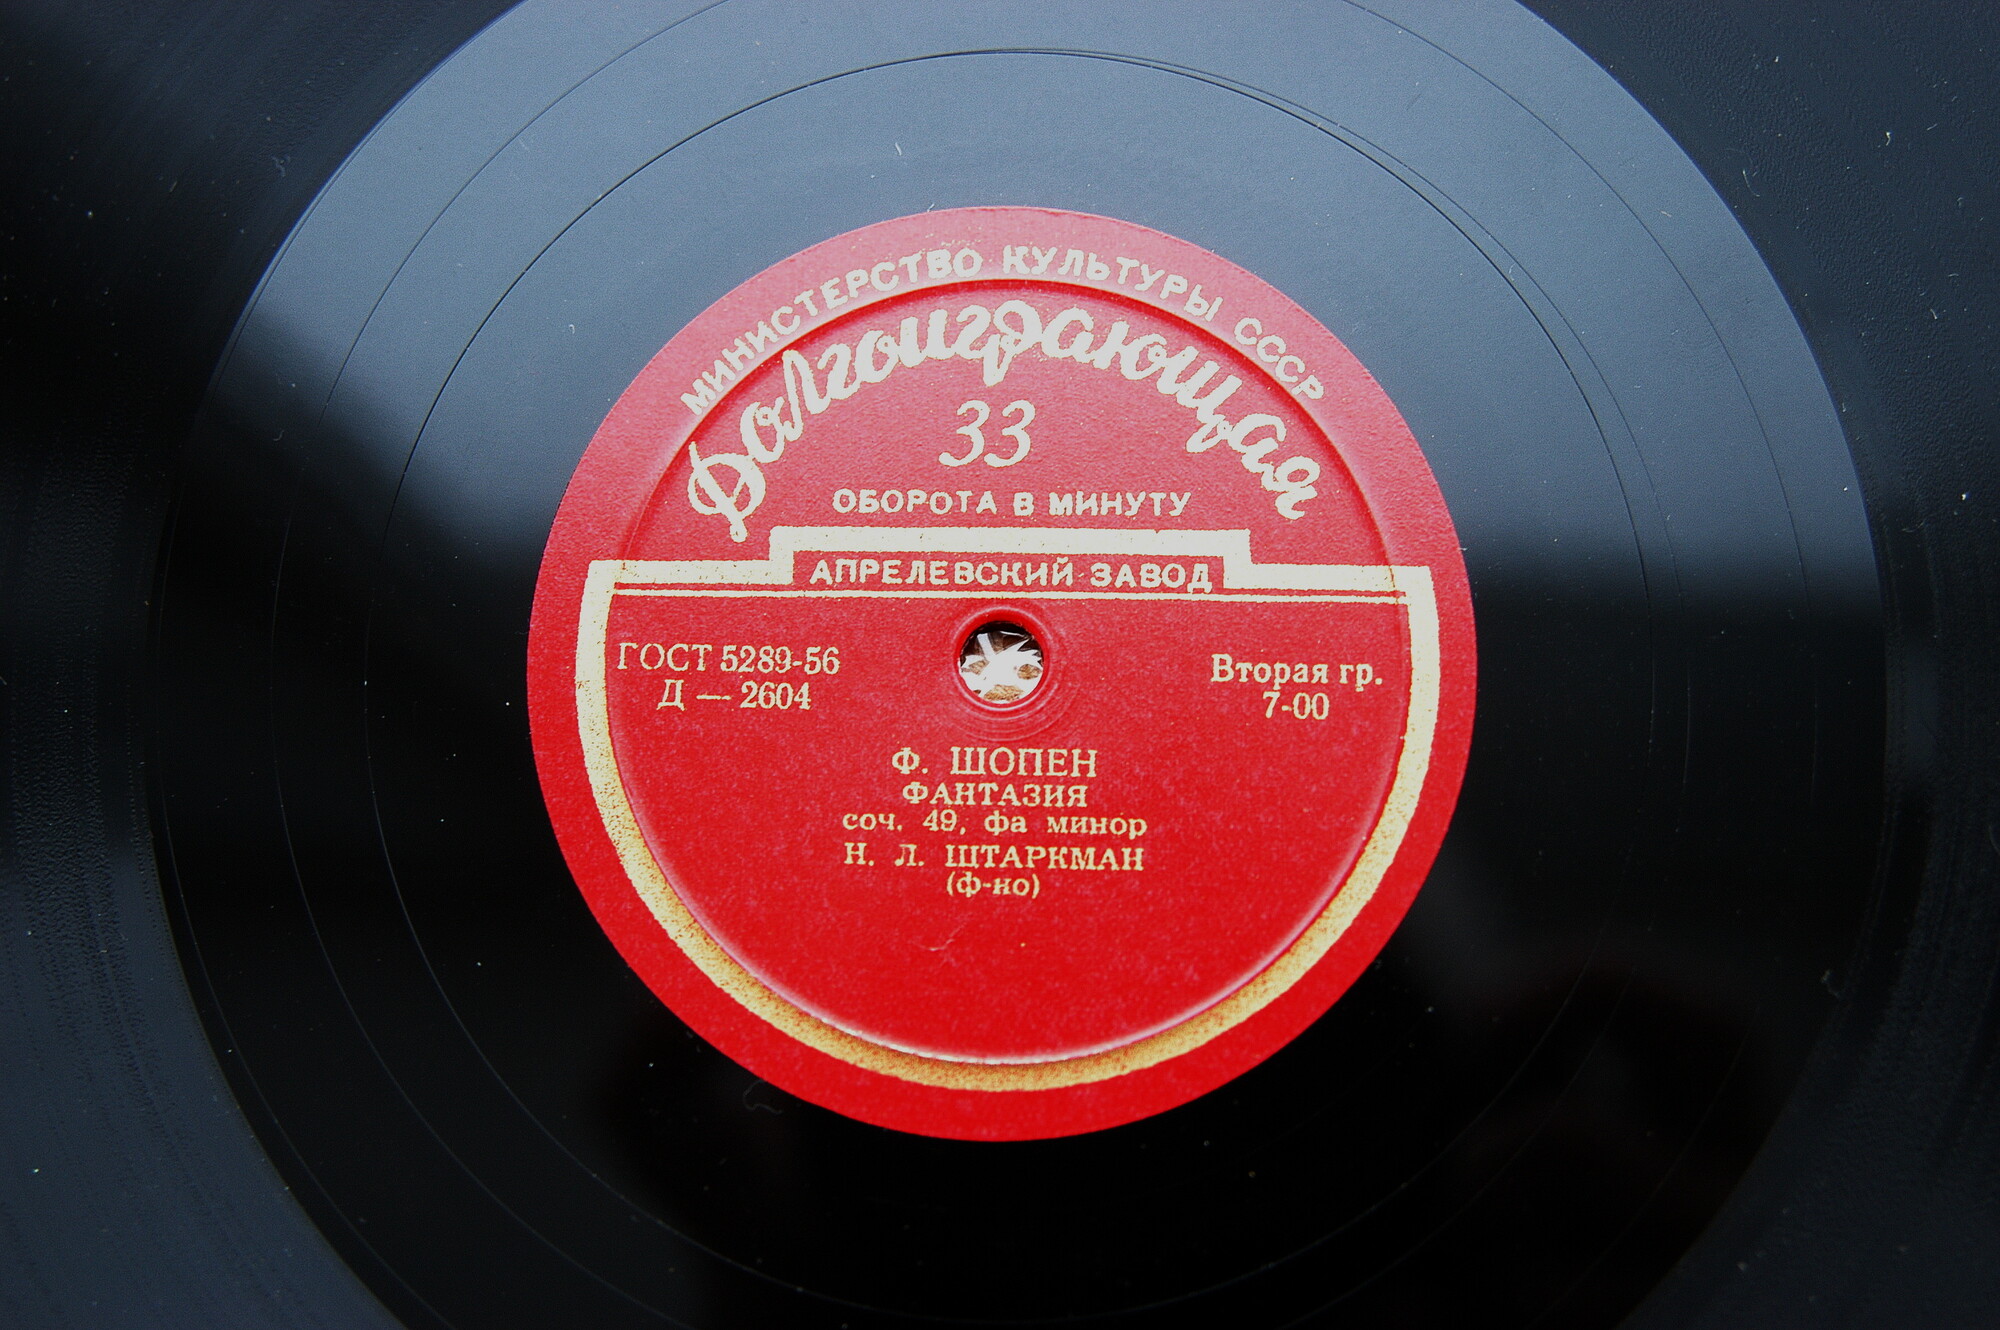 МИНИСТЕРСТВО КУЛЬТУРЫ СССР
Долгоиграющая
33
ОБОРОТА В МИНУТУ
АПРЕЛЕВСКИЙ ЗАВОД
ГОСТ 5289-56
Д — 2604
Вторая гр.
7-00
Ф. ШОПЕН
ФАНТАЗИЯ
соч. 49, фа минор
Н. Л. ШТАРКМАН
(ф-но)